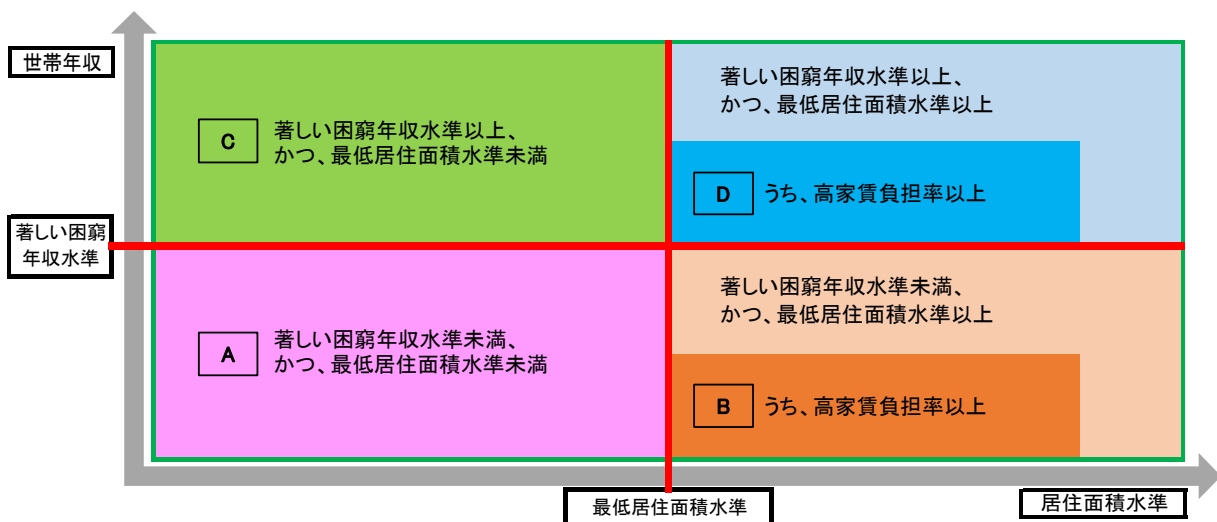 世帯年収
著しい困窮年収水準以上、
かつ、最低居住面積水準以上
C
著しい困窮年収水準以上、
かつ、最低居住面積水準未満
D
うち、高家賃負担率以上
著しい困窮
年収水準
著しい困窮年収水準未満、
かつ、最低居住面積水準以上
A
著しい困窮年収水準未満、
かつ、最低居住面積水準未満
B
うち、高家賃負担率以上
最低居住面積水準
居住面積水準